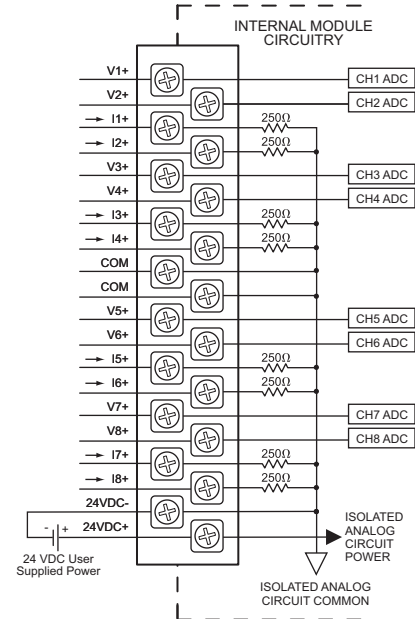 INTERNAL MODULE
CIRCUITRY
V1+
CH1 ADC
V2+
CH2 ADC
→ I1+
250Ω
→ I2+
250Ω
V3+
CH3 ADC
V4+
CH4 ADC
→ I3+
250Ω
→ I4+
250Ω
COM
COM
V5+
CH5 ADC
V6+
CH6 ADC
→ I5+
250Ω
→ I6+
250Ω
V7+
CH7 ADC
V8+
CH8 ADC
→ I7+
250Ω
→ I8+
250Ω
24VDC-
24VDC+
- +
24 VDC User
Supplied Power
ISOLATED
ANALOG
CIRCUIT
POWER
ISOLATED ANALOG
CIRCUIT COMMON